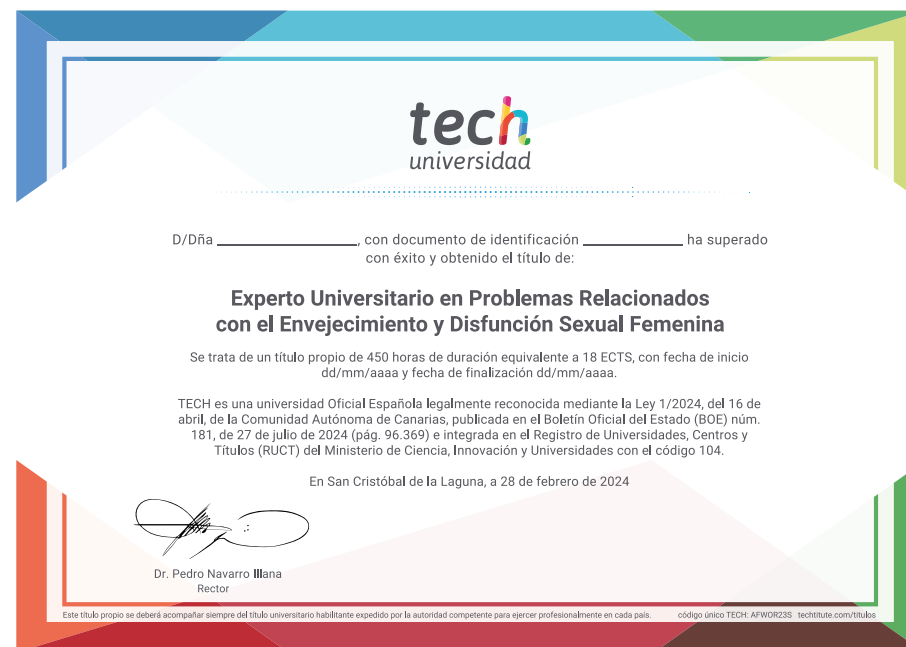 tech
universidad
D/Dña ______________, con documento de identificación __________ ha superado
con éxito y obtenido el título de:
Experto Universitario en Problemas Relacionados
con el Envejecimiento y Disfunción Sexual Femenina
Se trata de un título propio de 450 horas de duración equivalente a 18 ECTS, con fecha de inicio
dd/mm/aaaa y fecha de finalización dd/mm/aaaa.
TECH es una universidad Oficial Española legalmente reconocida mediante la Ley 1/2024, del 16 de
abril, de la Comunidad Autónoma de Canarias, publicada en el Boletín Oficial del Estado (BOE) núm.
181, de 27 de julio de 2024 (pág. 96.369) e integrada en el Registro de Universidades, Centros y
Títulos (RUCT) del Ministerio de Ciencia, Innovación y Universidades con el código 104.
En San Cristóbal de la Laguna, a 28 de febrero de 2024
Dr. Pedro Navarro Illana
Rector
Este título propio se deberá acompañar siempre del título universitario habilitante expedido por la autoridad competente para ejercer profesionalmente en cada país. código único TECH: AFWOR23S techtitute.com/titulos